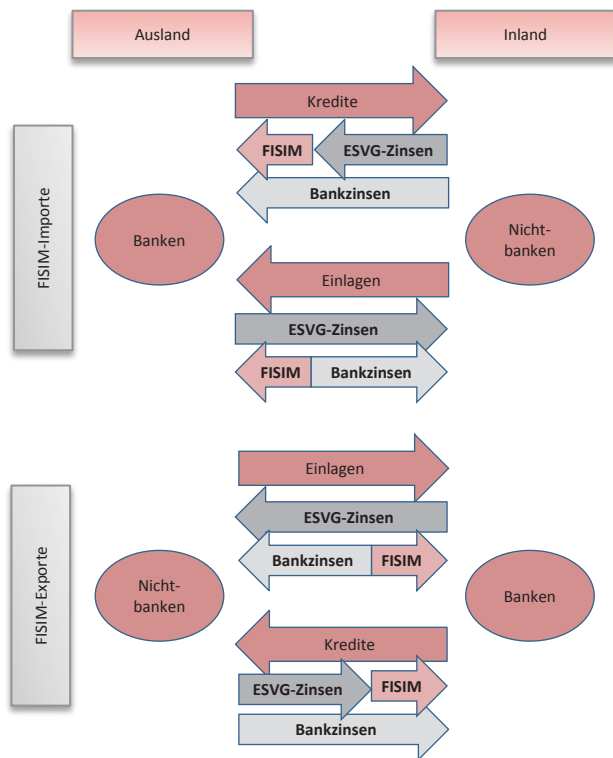 Ausland
Inland
FISIM-Importe
Kredite
FISIM
ESVG-Zinsen
Bankzinsen
Banken
Nicht-
banken
Einlagen
ESVG-Zinsen
FISIM
Bankzinsen
FISIM-Exporte
Einlagen
ESVG-Zinsen
Bankzinsen
FISIM
Nicht-
banken
Banken
Kredite
ESVG-Zinsen
FISIM
Bankzinsen